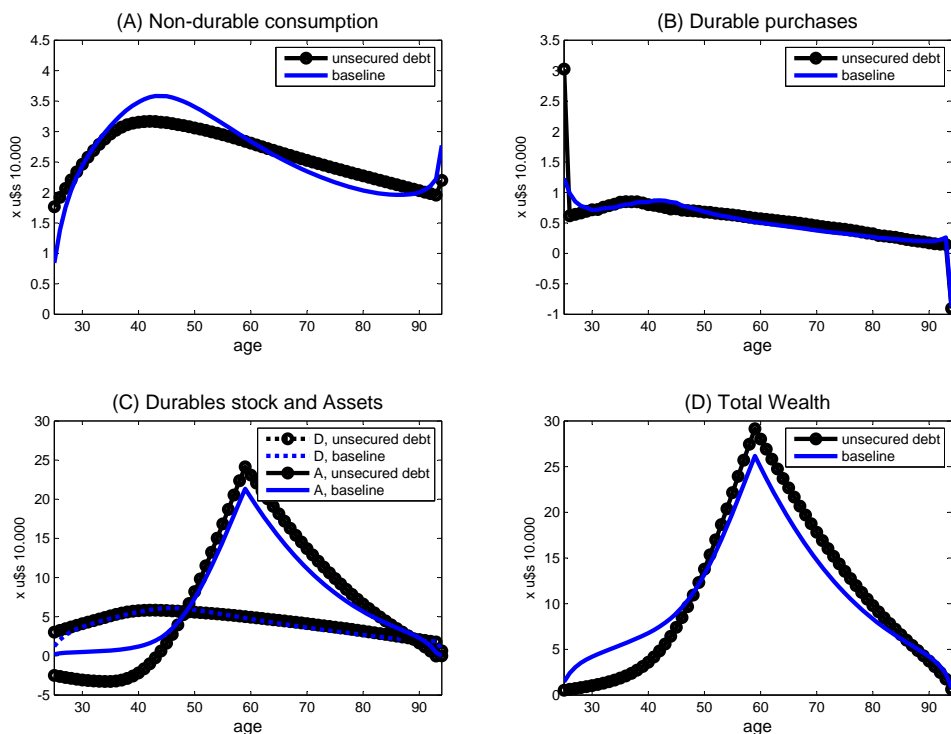 (A) Non-durable consumption
4.5
4
3.5
3
2.5
2
1.5
1
0.5
0
x u$s 10.000
unsecured debt
baseline
30 40 50 60 70 80 90
age
(B) Durable purchases
3.5
3
2.5
2
1.5
1
0.5
0
-0.5
-1
x u$s 10.000
unsecured debt
baseline
30 40 50 60 70 80 90
age
(C) Durables stock and Assets
30
25
20
15
10
5
0
-5
x u$s 10.000
D, unsecured debt
D, baseline
A, unsecured debt
A, baseline
30 40 50 60 70 80 90
age
(D) Total Wealth
30
25
20
15
10
5
0
x u$s 10.000
unsecured debt
baseline
30 40 50 60 70 80 90
age